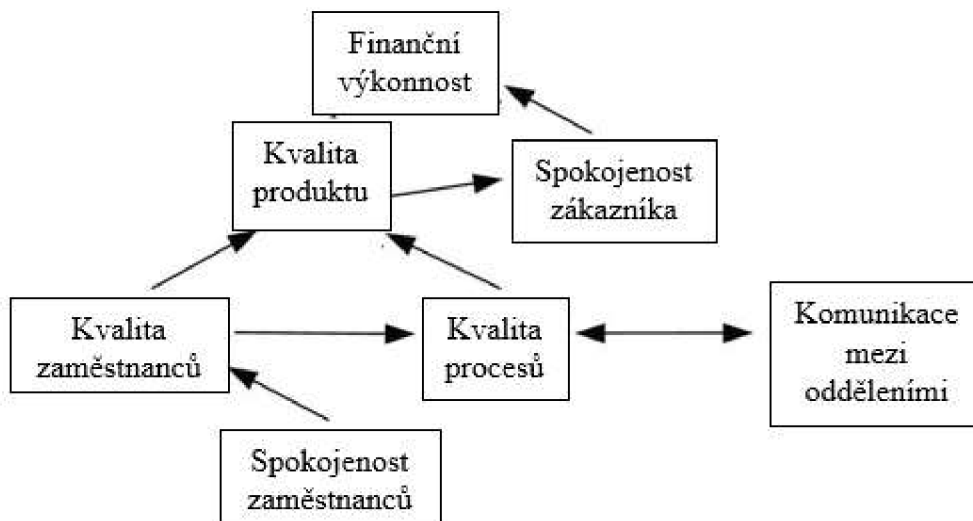 Finanční
výkonnost
Kvalita
produktu
Spokojenost
zákazníka
Kvalita
zaměstnanců
Kvalita
procesů
Komunikace
mezi
odděleními
Spokojenost
zaměstnanců